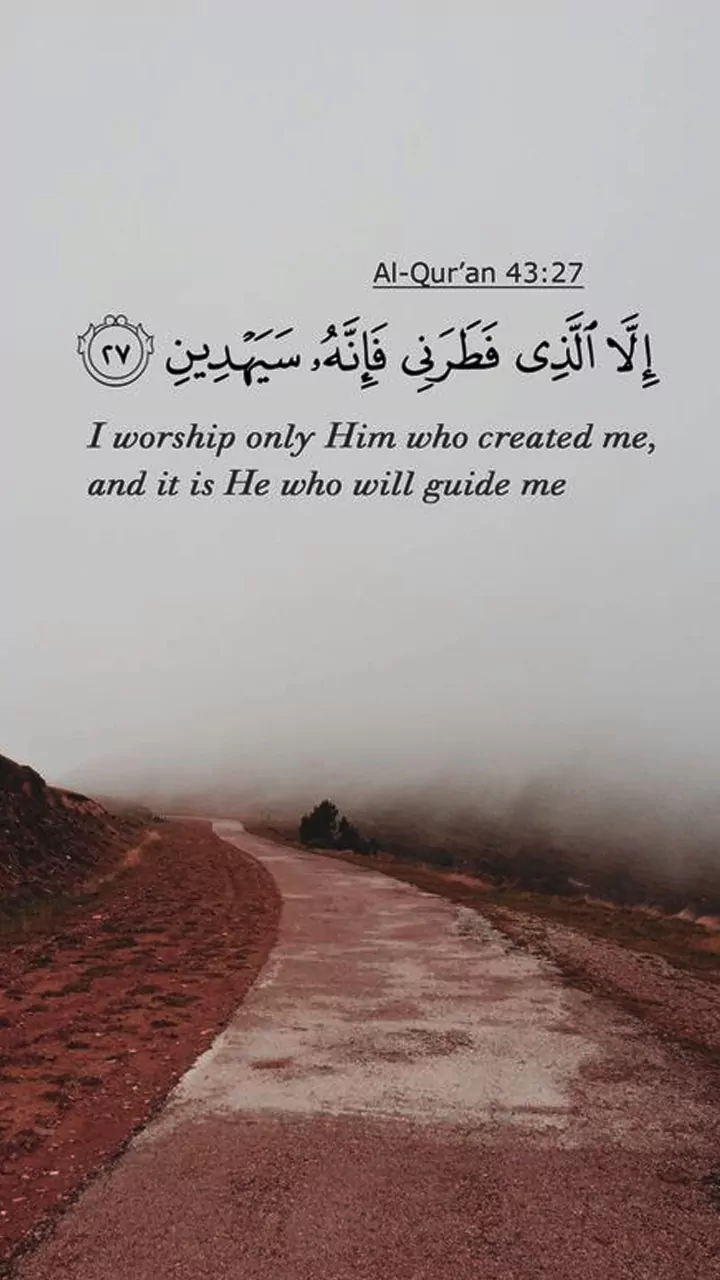 Al-Qur’an 43:27
إِلَّا ٱلَّذِى فَطَرَنِى فَإِنَّهُۥ سَيَهْدِينِ ٢٧
I worship only Him who created me,
and it is He who will guide me